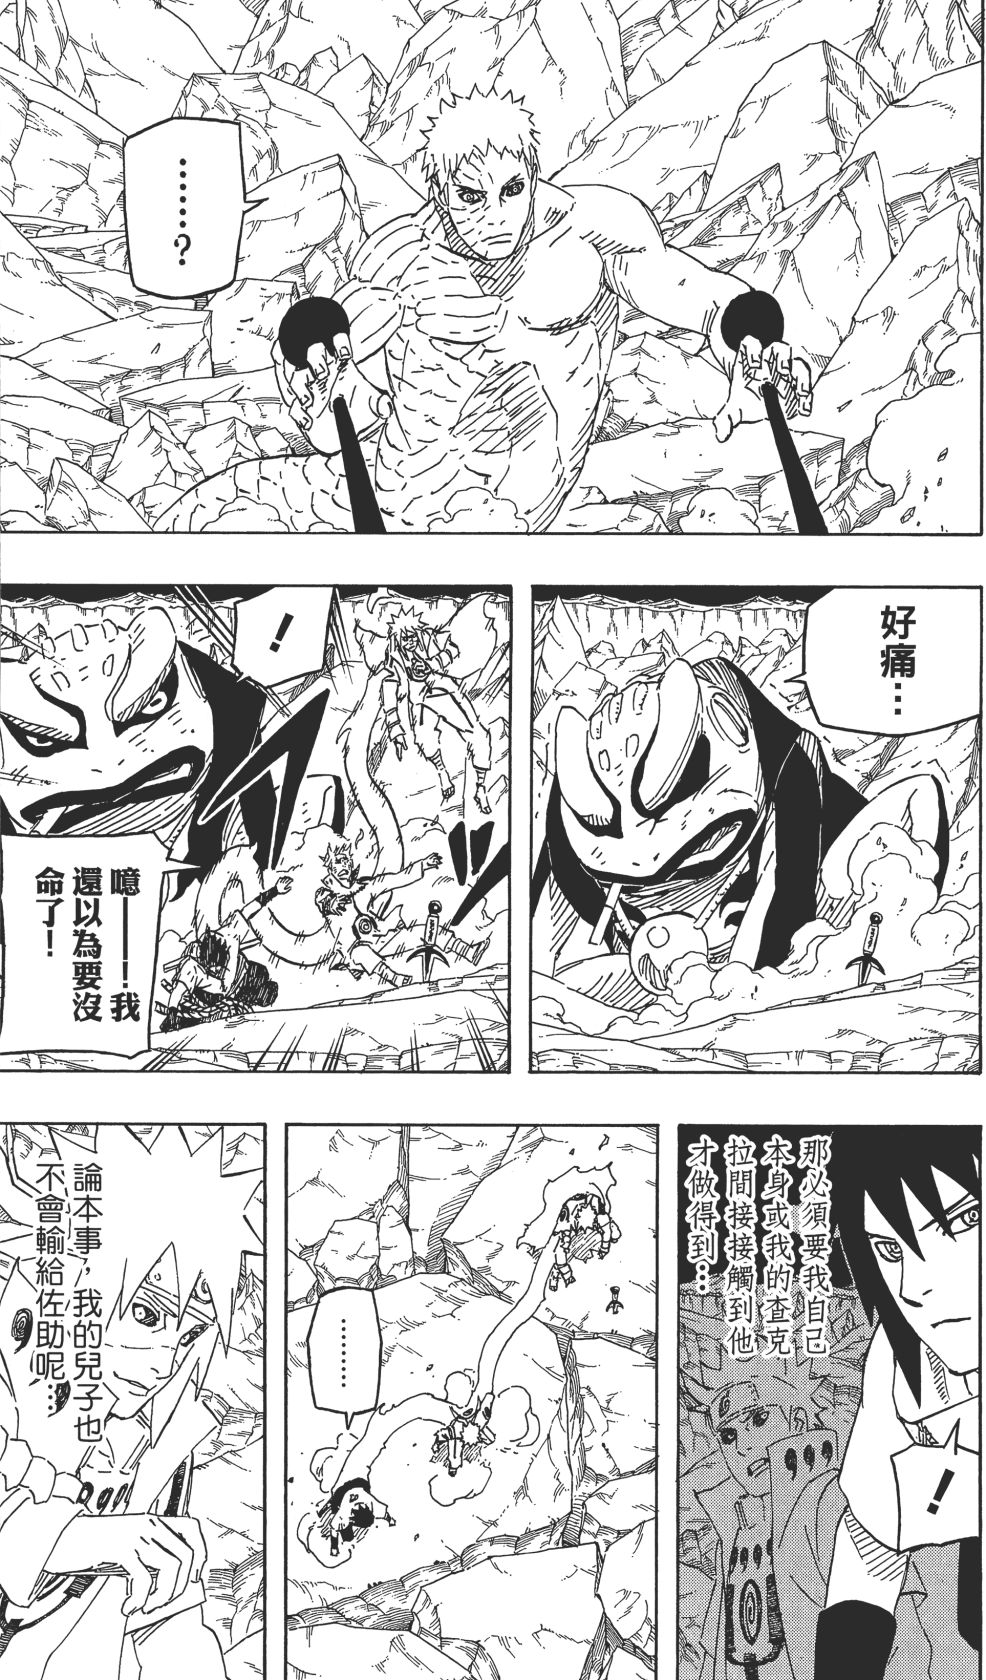 ……？
好痛…
！
噫——！我
還以為要沒
命了！
！
那必須要我自己
本身或我的查克
拉間接接觸到他
才做得到…
……
論本事，我的兒子也
不會輸給佐助呢…